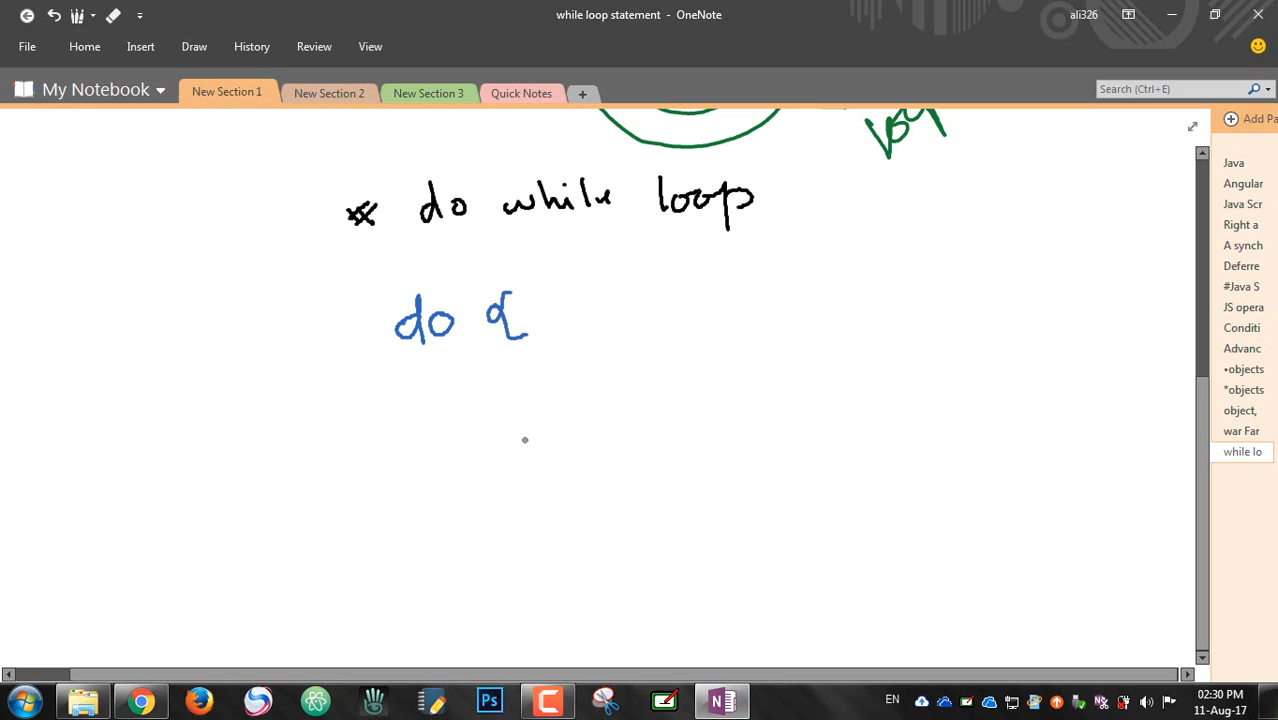 while loop statement - OneNote
ali326
File Home Insert Draw History Review View
My Notebook
New Section 1
New Section 2
New Section 3
Quick Notes
+
Search (Ctrl+E)
Add Pa
loop
* do while loop
do {
Java
Angular
Java Scr
Right a
A synch
Deferre
#Java S
JS opera
Conditi
Advanc
•objects
*objects
object,
war Far
while lo
Ps
N
EN
02:30 PM
11-Aug-17